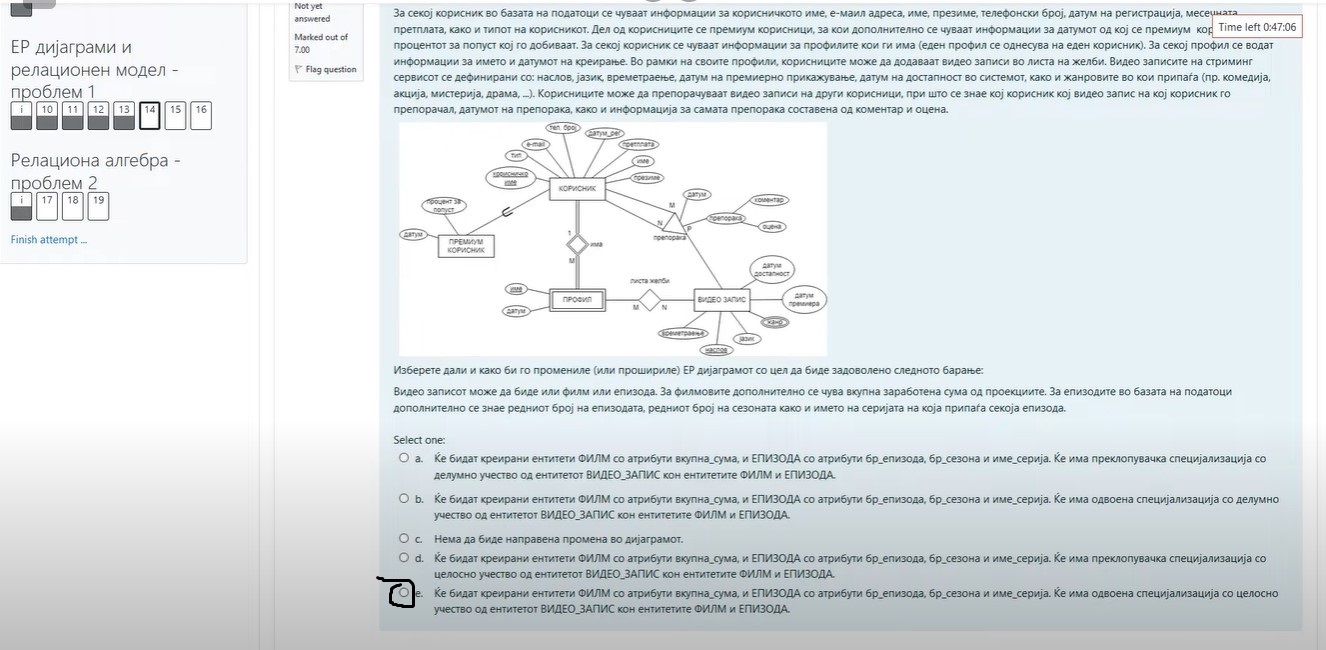 Not yet
answered
Marked out of
7.00
Flag question
ЕР дијаграми и
релационен модел -
проблем 1
i 10 11 12 13 14 15 16
Релациона алгебра -
проблем 2
i 17 18 19
Finish attempt ...
Time left 0:47:06
За секој корисник во базата на податоци се чуваат информации за корисничкото име, е-маил адреса, име, презиме, телефонски број, датум на регистрација, месечната
претплата, како и типот на корисникот. Дел од корисниците се премиум корисници, за кои дополнително се чуваат информации за датумот од кој се премиум кор
процентот за попуст кој го добиваат. За секој корисник се чуваат информации за профилите кои ги има (еден профил се однесува на еден корисник). За секој профил се водат
информации за името и датумот на креирање. Во рамки на своите профили, корисниците може да додаваат видео записи во листа на желби. Видео записите на стриминг
сервисот се дефинирани со: наслов, јазик, времетраење, датум на премиерно прикажување, датум на достапност во системот, како и жанровите во кои припаѓа (пр. комедија,
акција, мистерија, драма, ...). Корисниците може да препорачуваат видео записи на други корисници, при што се знае кој корисник кој видео запис на кој корисник го
препорачал, датумот на препорака, како и информација за самата препорака составена од коментар и оцена.
тел. број
датум_рег
e-mail
претплата
тип
име
корисничко
име
презиме
КОРИСНИК
датум
M
коментар
процент за
попуст
N
P
препорака
оцена
датум
препорака
ПРЕМИУМ
КОРИСНИК
1
има
M
датум
достапност
листа желби
име
ПРОФИЛ
ВИДЕО ЗАПИС
датум
премиера
M
N
датум
жанр
времетраење
јазик
наслов
Изберете дали и како би го промениле (или прошириле) ЕР дијаграмот со цел да биде задоволено следното барање:
Видео записот може да биде или филм или епизода. За филмовите дополнително се чува вкупна заработена сума од проекциите. За епизодите во базата на податоци
дополнително се знае редниот број на епизодата, редниот број на сезоната како и името на серијата на која припаѓа секоја епизода.
Select one:
a. Ќе бидат креирани ентитети ФИЛМ со атрибути вкупна_сума, и ЕПИЗОДА со атрибути бр_епизода, бр_сезона и име_серија. Ќе има преклопувачка специјализација со
делумно учество од ентитетот ВИДЕО_ЗАПИС кон ентитетите ФИЛМ и ЕПИЗОДА.
b. Ќе бидат креирани ентитети ФИЛМ со атрибути вкупна_сума, и ЕПИЗОДА со атрибути бр_епизода, бр_сезона и име_серија. Ќе има одвоена специјализација со делумно
учество од ентитетот ВИДЕО_ЗАПИС кон ентитетите ФИЛМ и ЕПИЗОДА.
c. Нема да биде направена промена во дијаграмот.
d. Ќе бидат креирани ентитети ФИЛМ со атрибути вкупна_сума, и ЕПИЗОДА со атрибути бр_епизода, бр_сезона и име_серија. Ќе има преклопувачка специјализација со
целосно учество од ентитетот ВИДЕО_ЗАПИС кон ентитетите ФИЛМ и ЕПИЗОДА.
e. Ќе бидат креирани ентитети ФИЛМ со атрибути вкупна_сума, и ЕПИЗОДА со атрибути бр_епизода, бр_сезона и име_серија. Ќе има одвоена специјализација со целосно
учество од ентитетот ВИДЕО_ЗАПИС кон ентитетите ФИЛМ и ЕПИЗОДА.